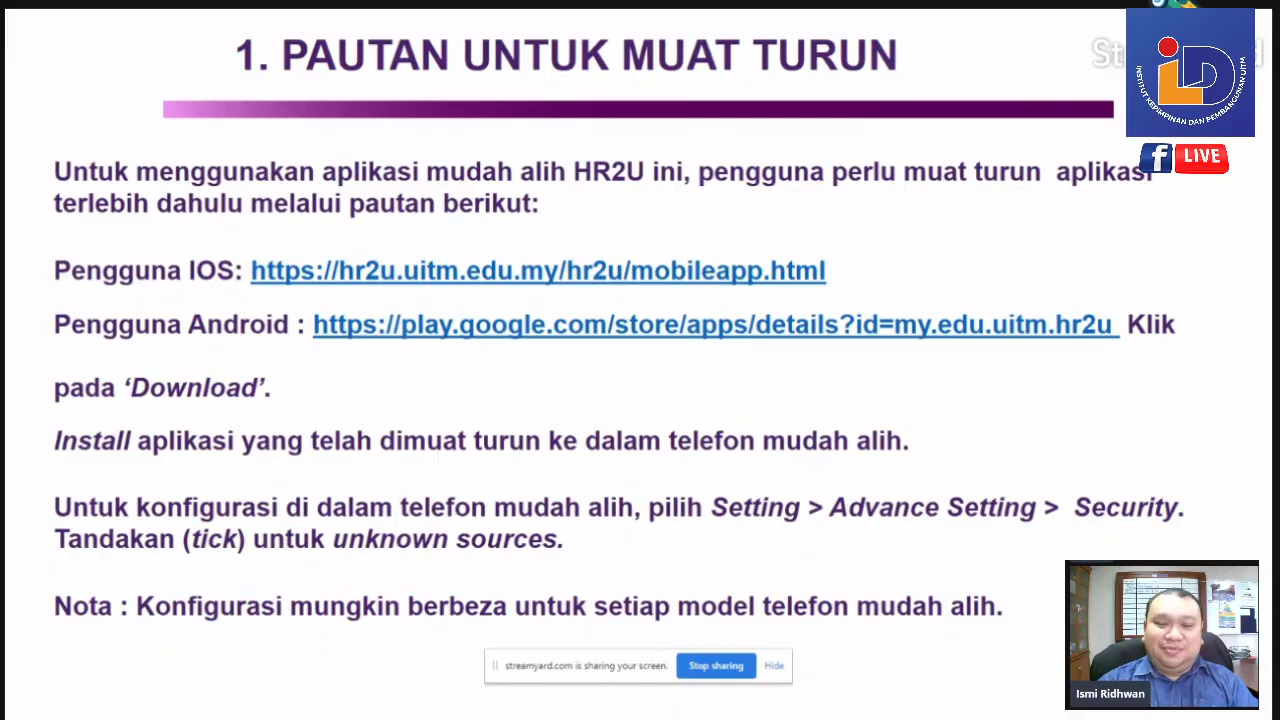 1. PAUTAN UNTUK MUAT TURUN
INSTITUT KEPIMPINAN DAN PEMBANGUNAN UITM
LIVE
Untuk menggunakan aplikasi mudah alih HR2U ini, pengguna perlu muat turun aplikasi
terlebih dahulu melalui pautan berikut:
Pengguna IOS: https://hr2u.uitm.edu.my/hr2u/mobileapp.html
Pengguna Android : https://play.google.com/store/apps/details?id=my.edu.uitm.hr2u Klik
pada ‘Download’.
Install aplikasi yang telah dimuat turun ke dalam telefon mudah alih.
Untuk konfigurasi di dalam telefon mudah alih, pilih Setting > Advance Setting > Security.
Tandakan (tick) untuk unknown sources.
Nota : Konfigurasi mungkin berbeza untuk setiap model telefon mudah alih.
streamyard.com is sharing your screen. Stop sharing Hide
Ismi Ridhwan